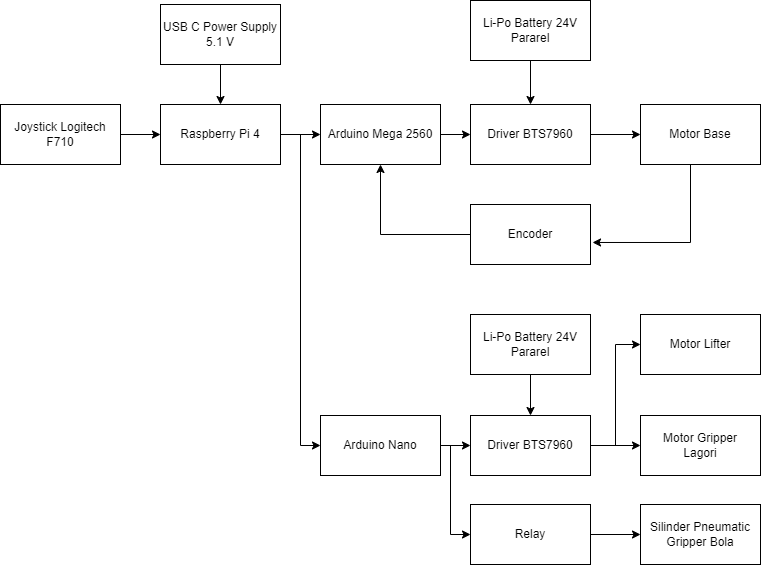 USB C Power Supply
5.1 V
Li-Po Battery 24V
Pararel
Joystick Logitech
F710
Raspberry Pi 4
Arduino Mega 2560
Driver BTS7960
Motor Base
Encoder
Li-Po Battery 24V
Pararel
Motor Lifter
Arduino Nano
Driver BTS7960
Motor Gripper
Lagori
Relay
Silinder Pneumatic
Gripper Bola